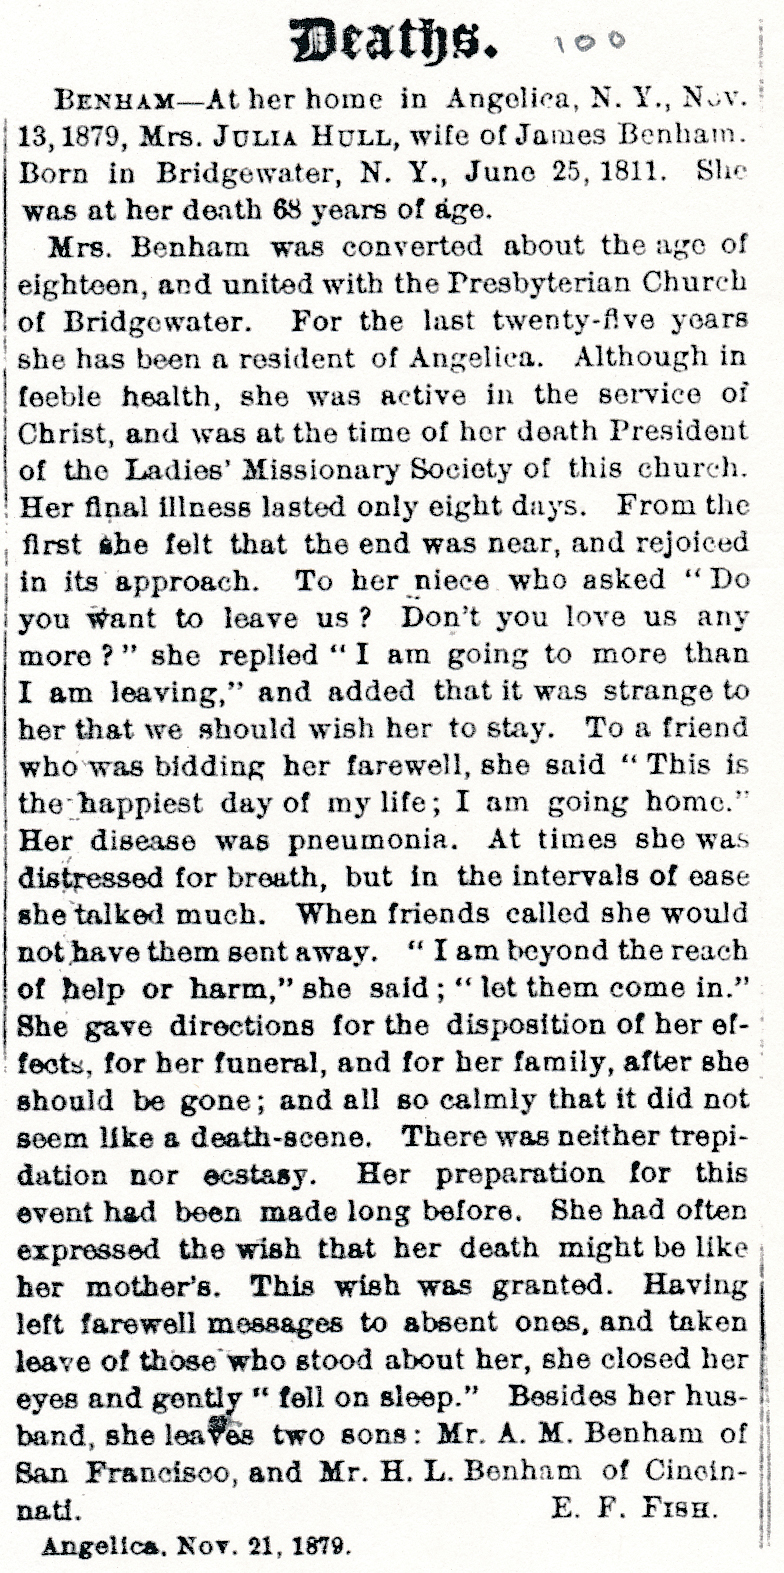 Deaths. 100
BENHAM—At her home in Angelica, N. Y., Nov.
13, 1879, Mrs. JULIA HULL, wife of James Benham.
Born in Bridgewater, N. Y., June 25, 1811. She
was at her death 68 years of age.
Mrs. Benham was converted about the age of
eighteen, and united with the Presbyterian Church
of Bridgewater. For the last twenty-five years
she has been a resident of Angelica. Although in
feeble health, she was active in the service of
Christ, and was at the time of her death President
of the Ladies' Missionary Society of this church.
Her final illness lasted only eight days. From the
first she felt that the end was near, and rejoiced
in its approach. To her niece who asked "Do
you want to leave us? Don't you love us any
more?" she replied "I am going to more than
I am leaving," and added that it was strange to
her that we should wish her to stay. To a friend
who was bidding her farewell, she said "This is
the happiest day of my life; I am going home."
Her disease was pneumonia. At times she was
distressed for breath, but in the intervals of ease
she talked much. When friends called she would
not have them sent away. "I am beyond the reach
of help or harm," she said; "let them come in."
She gave directions for the disposition of her ef-
fects, for her funeral, and for her family, after she
should be gone; and all so calmly that it did not
seem like a death-scene. There was neither trepi-
dation nor ecstasy. Her preparation for this
event had been made long before. She had often
expressed the wish that her death might be like
her mother's. This wish was granted. Having
left farewell messages to absent ones, and taken
leave of those who stood about her, she closed her
eyes and gently "fell on sleep." Besides her hus-
band, she leaves two sons: Mr. A. M. Benham of
San Francisco, and Mr. H. L. Benham of Cincin-
nati. E. F. FISH.
Angelica, Nov. 21, 1879.